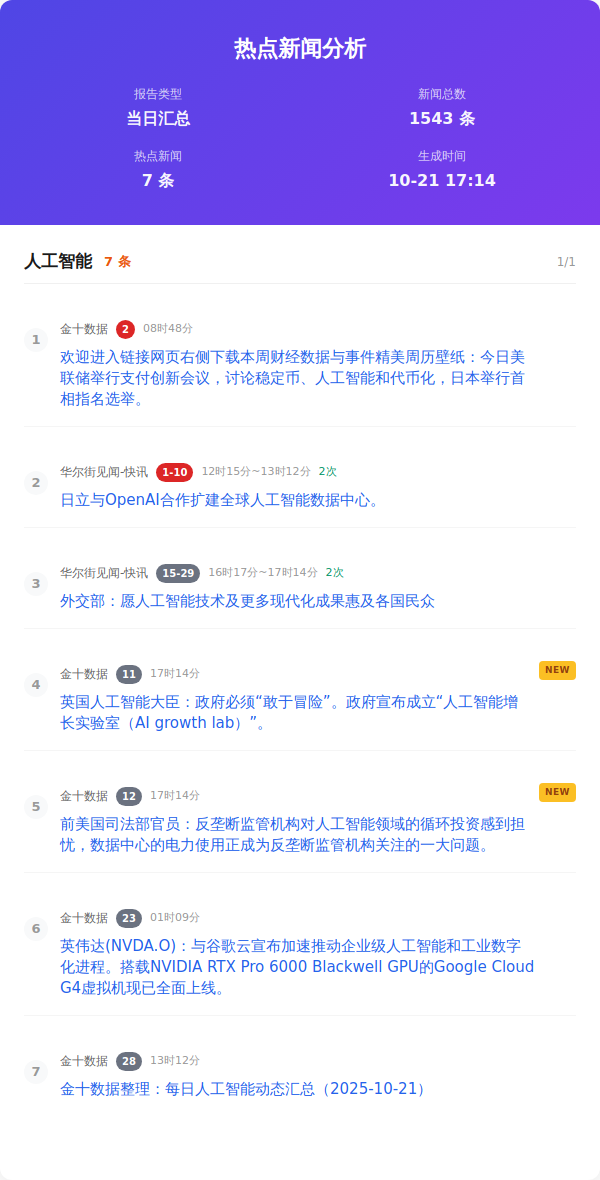 热点新闻分析
报告类型
新闻总数
当日汇总
1543 条
热点新闻
生成时间
7 条
10-21 17:14
人工智能 7 条 1/1
1
金十数据 2 08时48分
欢迎进入链接网页右侧下载本周财经数据与事件精美周历壁纸：今日美
联储举行支付创新会议，讨论稳定币、人工智能和代币化，日本举行首
相指名选举。
2
华尔街见闻-快讯 1-10 12时15分~13时12分 2次
日立与OpenAI合作扩建全球人工智能数据中心。
3
华尔街见闻-快讯 15-29 16时17分~17时14分 2次
外交部：愿人工智能技术及更多现代化成果惠及各国民众
4
金十数据 11 17时14分 NEW
英国人工智能大臣：政府必须“敢于冒险”。政府宣布成立“人工智能增
长实验室（AI growth lab）”。
5
金十数据 12 17时14分 NEW
前美国司法部官员：反垄断监管机构对人工智能领域的循环投资感到担
忧，数据中心的电力使用正成为反垄断监管机构关注的一大问题。
6
金十数据 23 01时09分
英伟达(NVDA.O)：与谷歌云宣布加速推动企业级人工智能和工业数字
化进程。搭载NVIDIA RTX Pro 6000 Blackwell GPU的Google Cloud
G4虚拟机现已全面上线。
7
金十数据 28 13时12分
金十数据整理：每日人工智能动态汇总（2025-10-21）